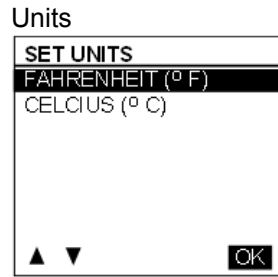 Units
SET UNITS
FAHRENHEIT (º F)
CELCIUS (º C)
▲ ▼ OK